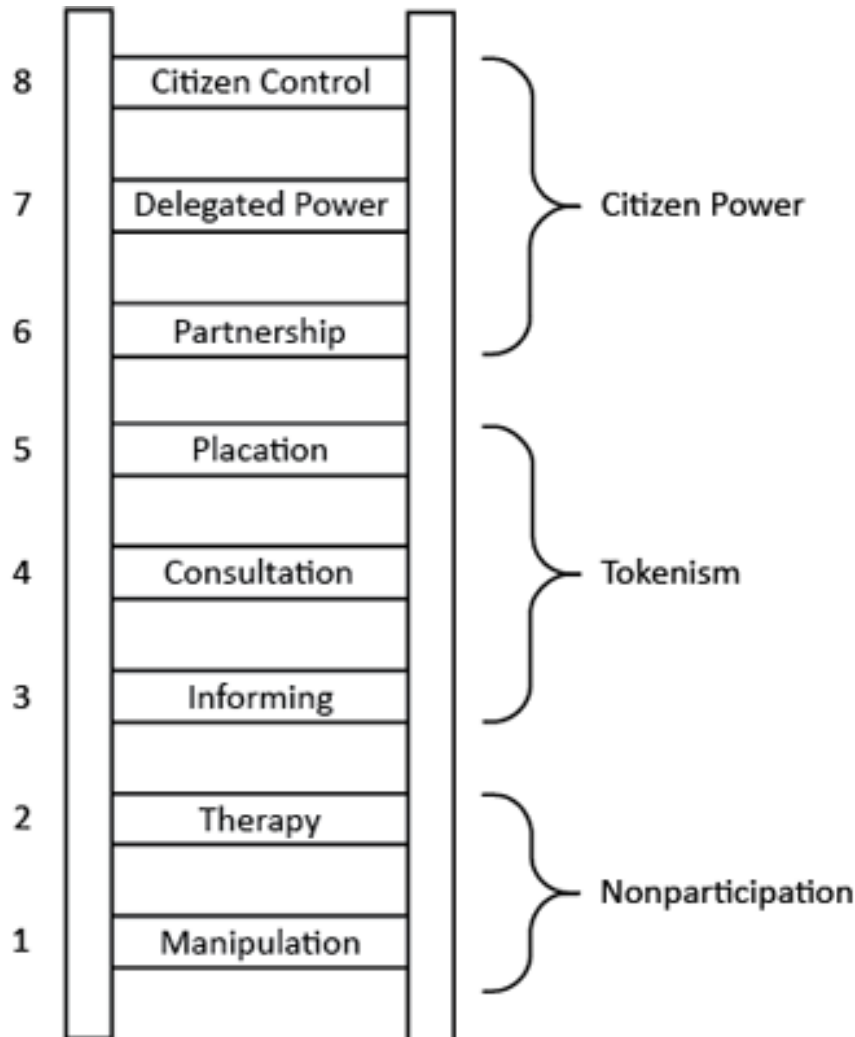 8 Citizen Control
7 Delegated Power
Citizen Power
6 Partnership
5 Placation
4 Consultation
Tokenism
3 Informing
2 Therapy
Nonparticipation
1 Manipulation